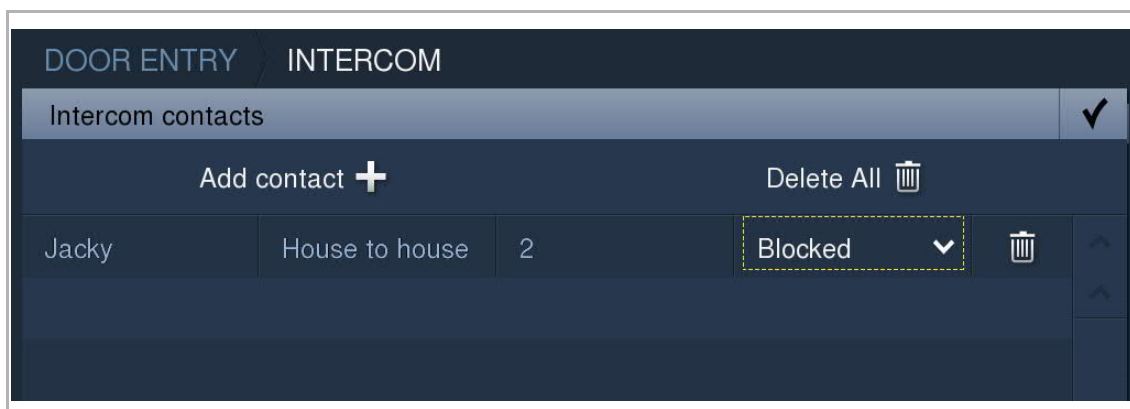 DOOR ENTRY INTERCOM
Intercom contacts
Add contact Delete All
Jacky House to house 2 Blocked